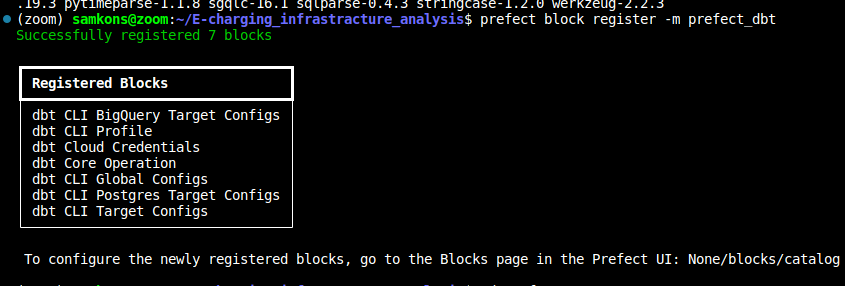 .19.3 pytimeparse-1.1.8 sgqlc-16.1 sqlparse-0.4.3 stringcase-1.2.0 werkzeug-2.2.3
(zoom) samkons@zoom:~/E-charging_infrastracture_analysis$ prefect block register -m prefect_dbt
Successfully registered 7 blocks
Registered Blocks
dbt CLI BigQuery Target Configs
dbt CLI Profile
dbt Cloud Credentials
dbt Core Operation
dbt CLI Global Configs
dbt CLI Postgres Target Configs
dbt CLI Target Configs
To configure the newly registered blocks, go to the Blocks page in the Prefect UI: None/blocks/catalog